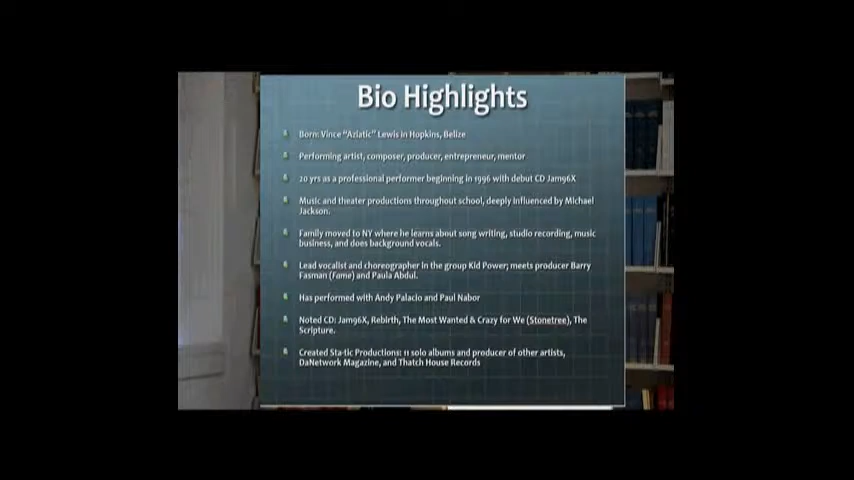 Bio Highlights
Born: Vince "Aziatic" Lewis in Hopkins, Belize
Performing artist, composer, producer, entrepreneur, mentor
20 yrs as a professional performer beginning in 1996 with debut CD Jam96X
Music and theater productions throughout school, deeply influenced by Michael
Jackson.
Family moved to NY where he learns about song writing, studio recording, music
business, and does background vocals.
Lead vocalist and choreographer in the group Kid Power; meets producer Barry
Fasman (Fame) and Paula Abdul.
Has performed with Andy Palacio and Paul Nabor
Noted CD: Jam96X, Rebirth, The Most Wanted & Crazy for We (Stonetree), The
Scripture.
Created Sta-tic Productions: 11 solo albums and producer of other artists,
DaNetwork Magazine, and Thatch House Records